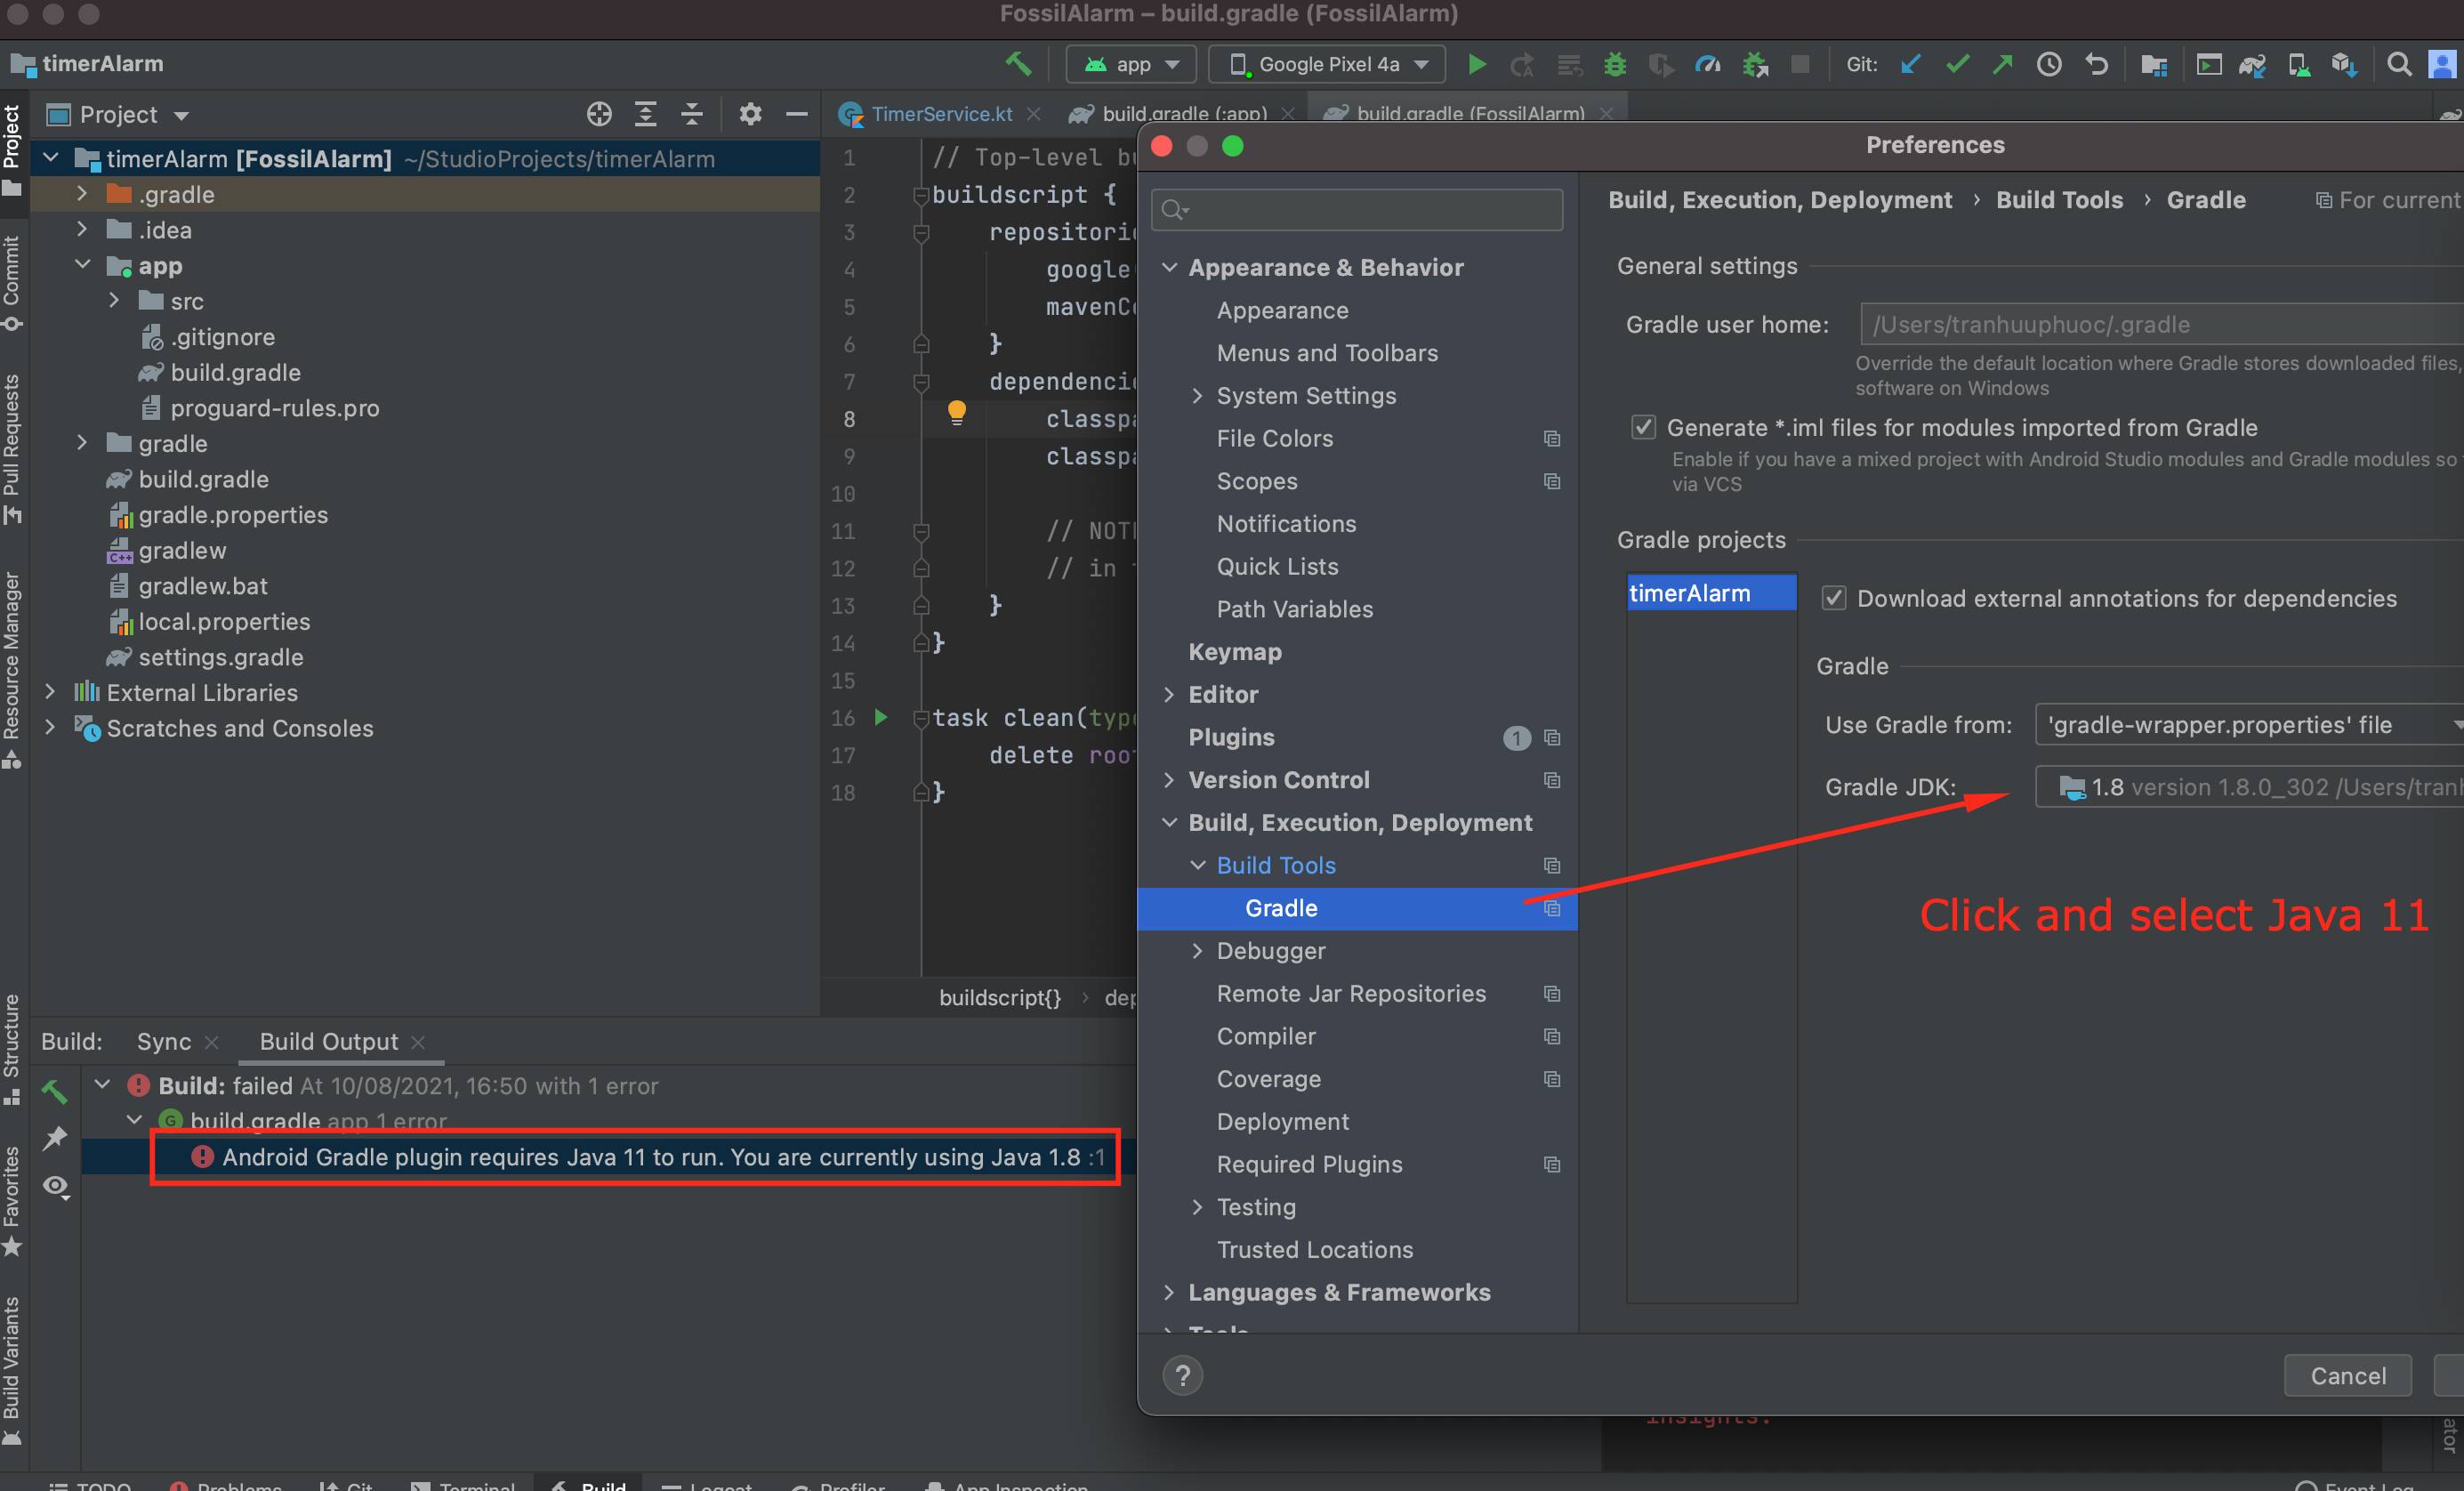 FossilAlarm – build.gradle (FossilAlarm)
timerAlarm
app
Google Pixel 4a
Git:
Project
Commit
Pull Requests
Resource Manager
Structure
Favorites
Build Variants
Project
timerAlarm [FossilAlarm] ~/StudioProjects/timerAlarm
.gradle
.idea
app
src
.gitignore
build.gradle
proguard-rules.pro
gradle
build.gradle
gradle.properties
gradlew
gradlew.bat
local.properties
settings.gradle
External Libraries
Scratches and Consoles
TimerService.kt
build.gradle (:app)
build.gradle (FossilAlarm)
1 // Top-level bu
2 buildscript {
3 repositorie
4 google
5 mavenCe
6 }
7 dependencie
8 classpa
9 classpa
10
11 // NOT
12 // in
13 }
14 }
15
16 task clean(type
17 delete root
18 }
buildscript{} › dep
Preferences
Appearance & Behavior
Appearance
Menus and Toolbars
System Settings
File Colors
Scopes
Notifications
Quick Lists
Path Variables
Keymap
Editor
Plugins 1
Version Control
Build, Execution, Deployment
Build Tools
Gradle
Debugger
Remote Jar Repositories
Compiler
Coverage
Deployment
Required Plugins
Testing
Trusted Locations
Languages & Frameworks
Tools
Build, Execution, Deployment › Build Tools › Gradle
For current
General settings
Gradle user home: /Users/tranhuuphuoc/.gradle
Override the default location where Gradle stores downloaded files,
software on Windows
Generate *.iml files for modules imported from Gradle
Enable if you have a mixed project with Android Studio modules and Gradle modules so
via VCS
Gradle projects
timerAlarm
Download external annotations for dependencies
Gradle
Use Gradle from: 'gradle-wrapper.properties' file
Gradle JDK: 1.8 version 1.8.0_302 /Users/tranh
Click and select Java 11
?
Cancel
insights.
Build: Sync Build Output
Build: failed At 10/08/2021, 16:50 with 1 error
build.gradle app 1 error
Android Gradle plugin requires Java 11 to run. You are currently using Java 1.8 :1
TODO Problems Git Terminal Build Logcat Profiler App Inspection
Event Log